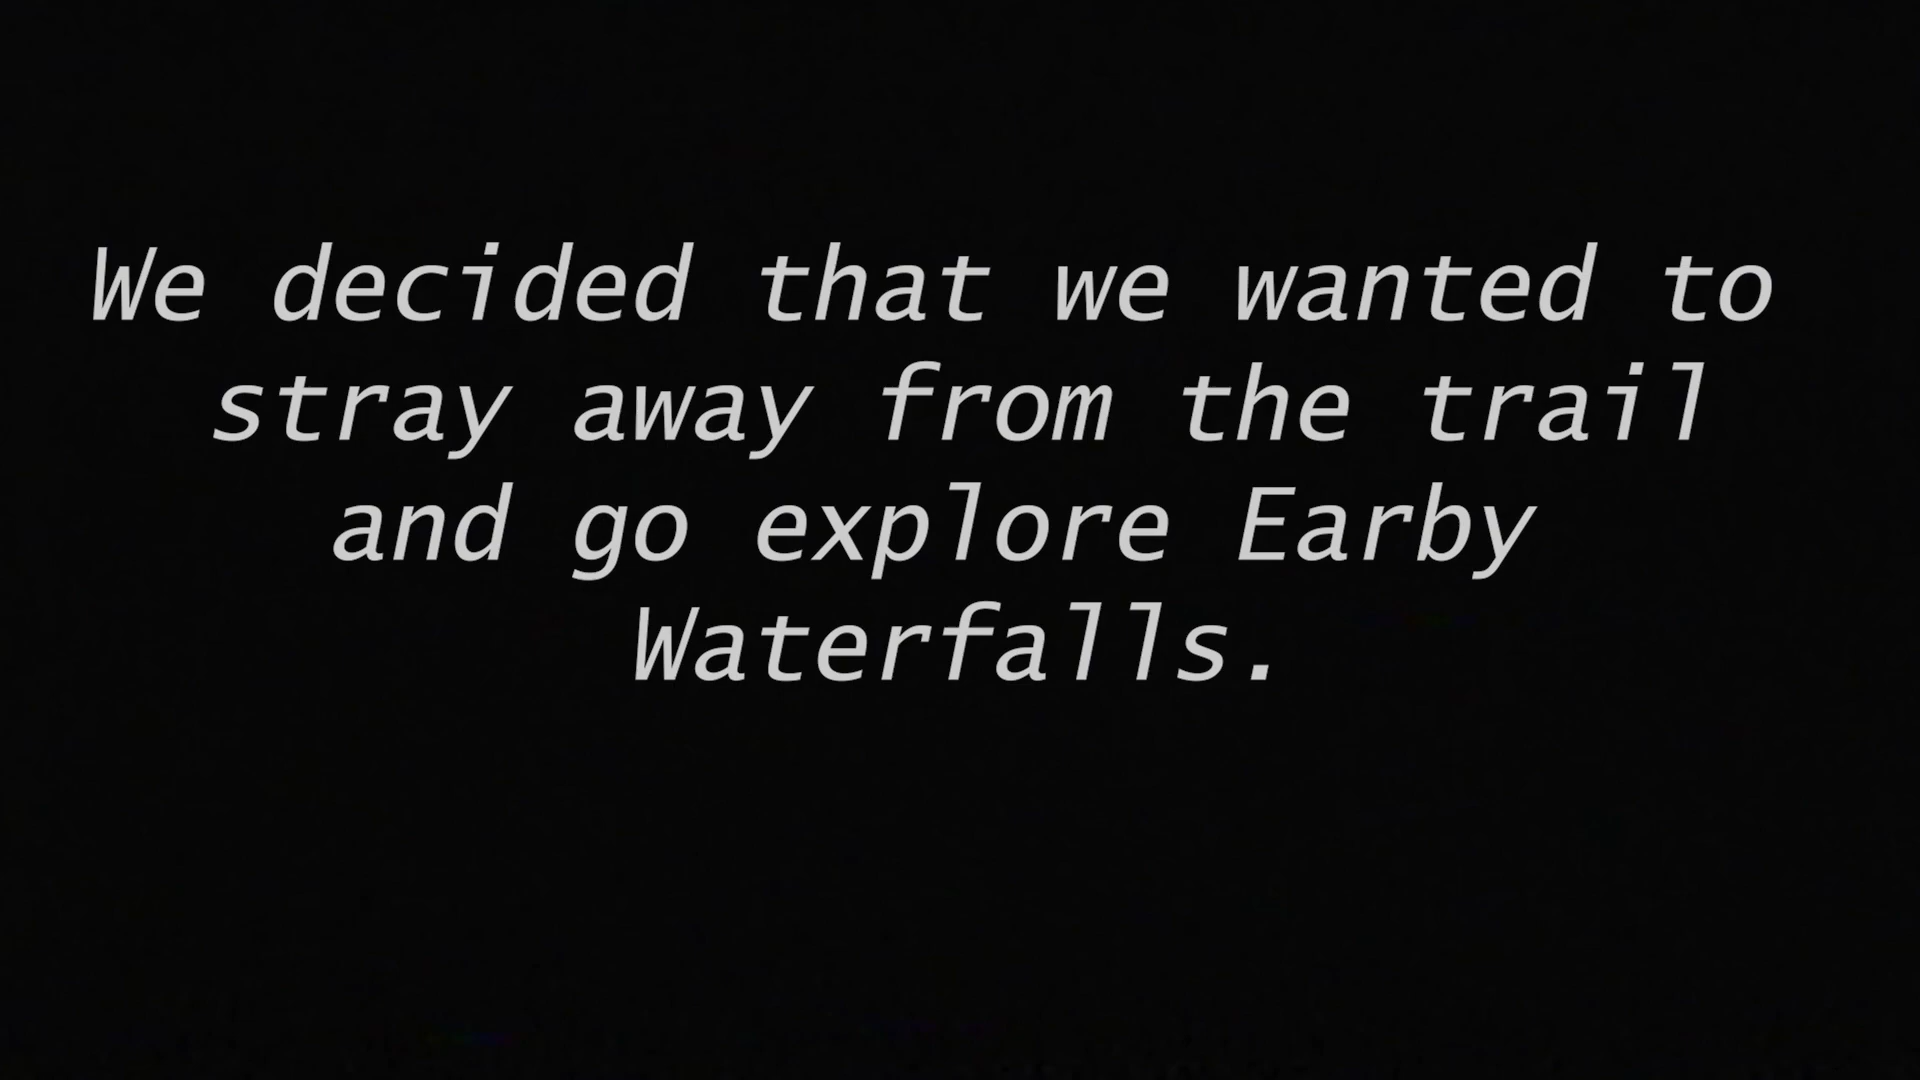 We decided that we wanted to
stray away from the trail
and go explore Earby
Waterfalls.